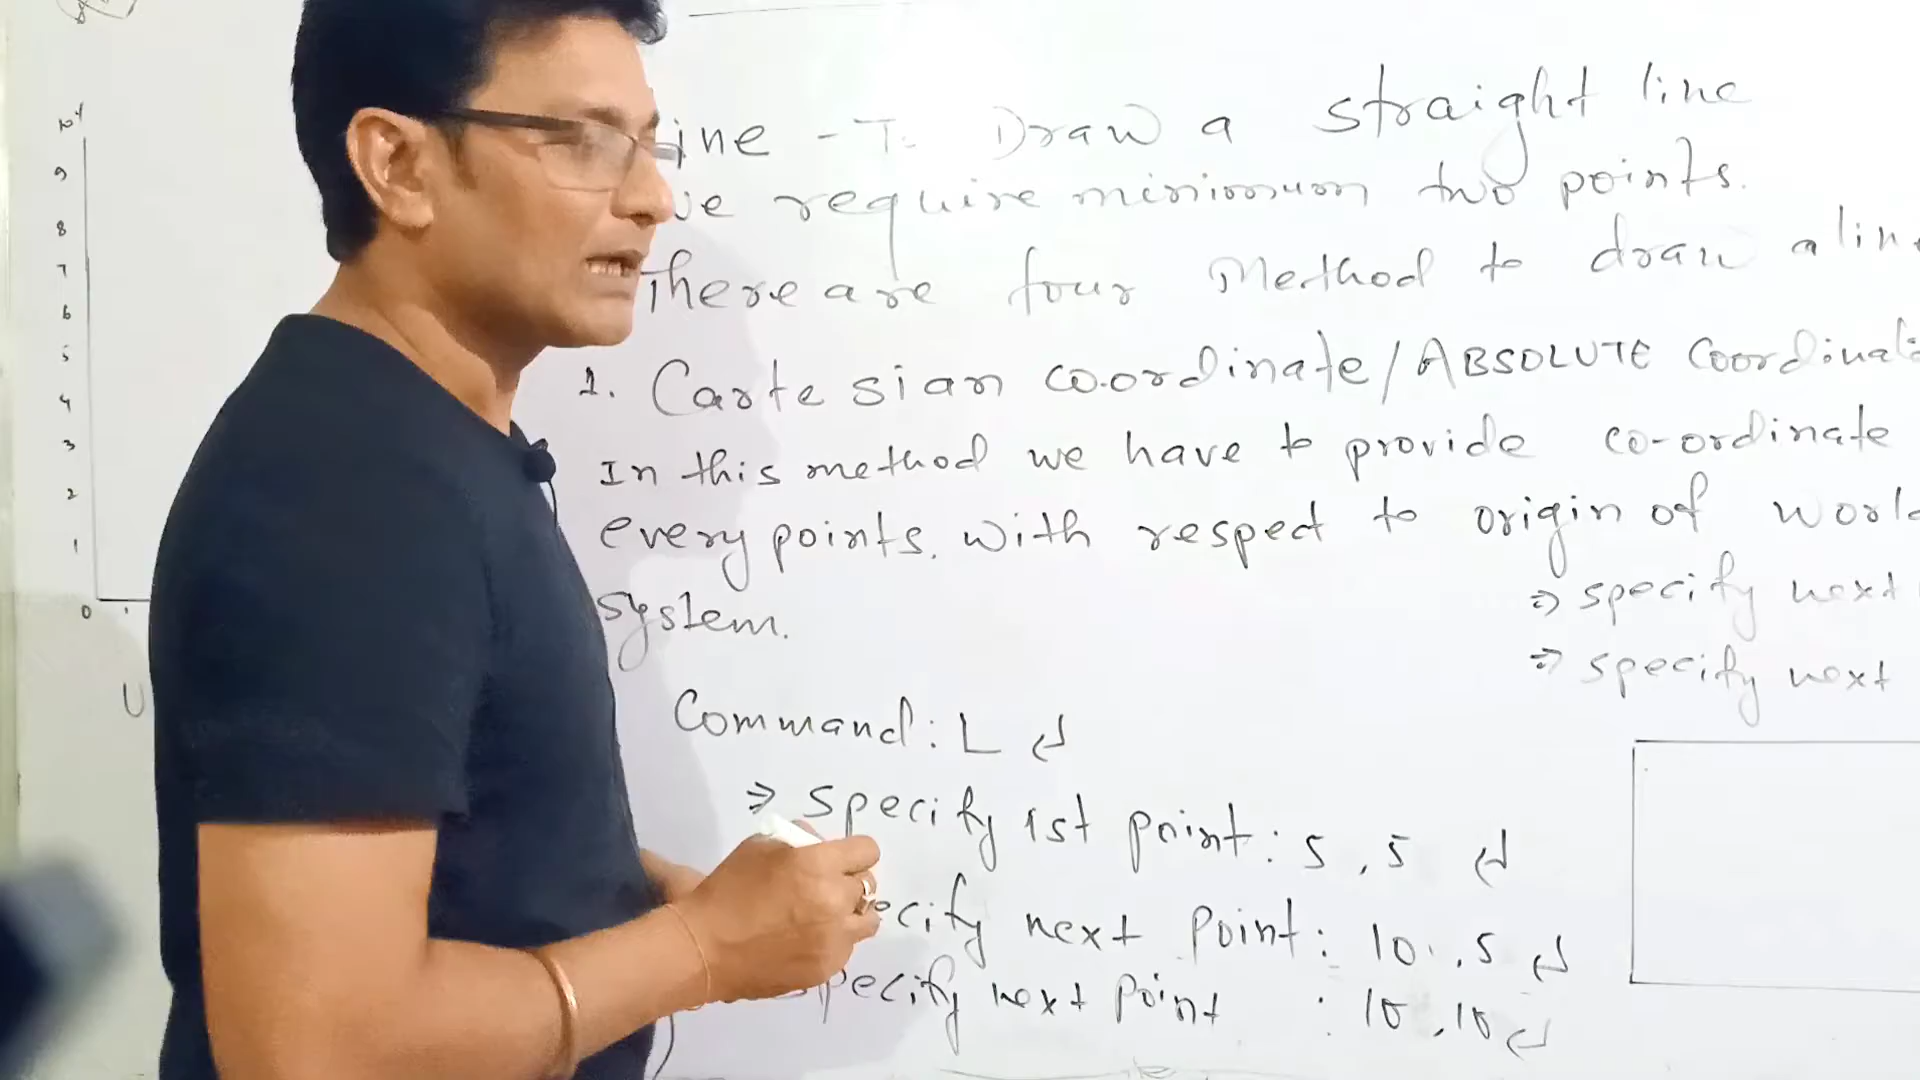 10 Y
9
8
7
6
5
4
3
2
1
0
U
ine - To Draw a straight line
we require minimum two points.
There are four Method to draw a line
1. Cartesian co-ordinate / ABSOLUTE Coordinate
In this method we have to provide co-ordinate
every points. with respect to origin of world
system.
⇒ specify next
⇒ specify next
Command : L ↵
⇒ Specify 1st point : 5 , 5 ↵
ecify next point : 10 , 5 ↵
specify next point : 10 , 10 ↵